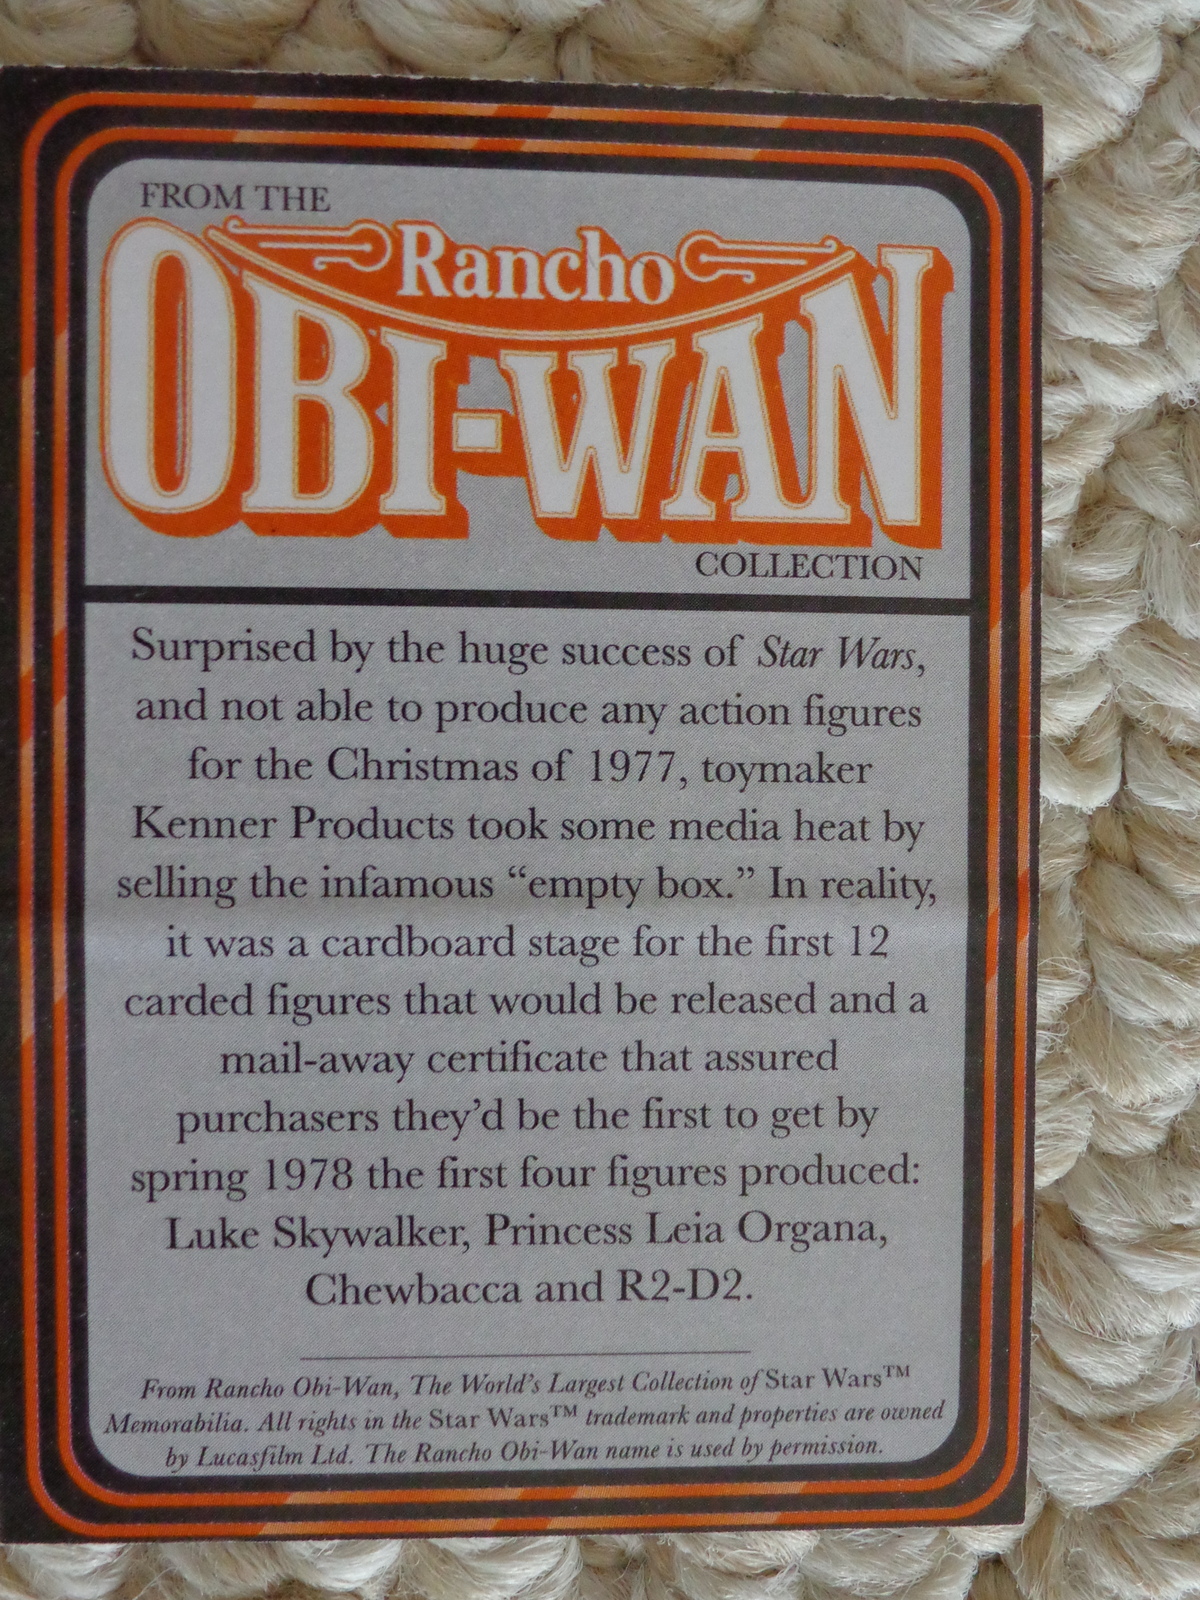 FROM THE
Rancho
OBI-WAN
COLLECTION
Surprised by the huge success of Star Wars,
and not able to produce any action figures
for the Christmas of 1977, toymaker
Kenner Products took some media heat by
selling the infamous “empty box.” In reality,
it was a cardboard stage for the first 12
carded figures that would be released and a
mail-away certificate that assured
purchasers they’d be the first to get by
spring 1978 the first four figures produced:
Luke Skywalker, Princess Leia Organa,
Chewbacca and R2-D2.
From Rancho Obi-Wan, The World’s Largest Collection of Star Wars™
Memorabilia. All rights in the Star Wars™ trademark and properties are owned
by Lucasfilm Ltd. The Rancho Obi-Wan name is used by permission.